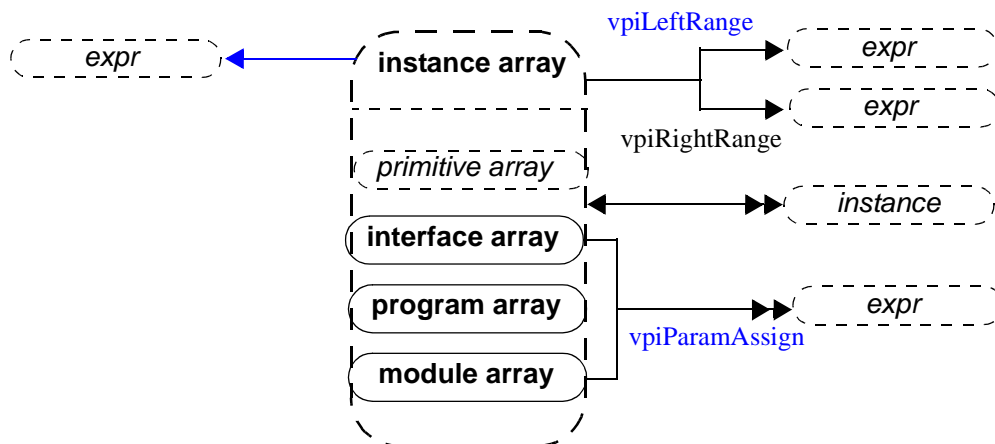 vpiLeftRange
expr
instance array
expr
expr
vpiRightRange
primitive array
instance
interface array
program array
expr
vpiParamAssign
module array